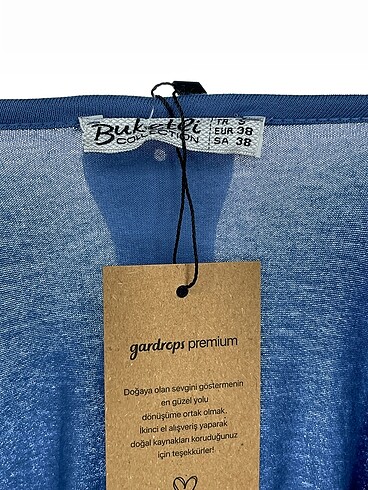 Buketli
COLLECTION
TR S
EUR 38
SA 38
gardrops premium
Doğaya olan sevgini göstermenin
en güzel yolu
dönüşüme ortak olmak.
İkinci el alışveriş yaparak
doğal kaynakları koruduğunuz
için teşekkürler!